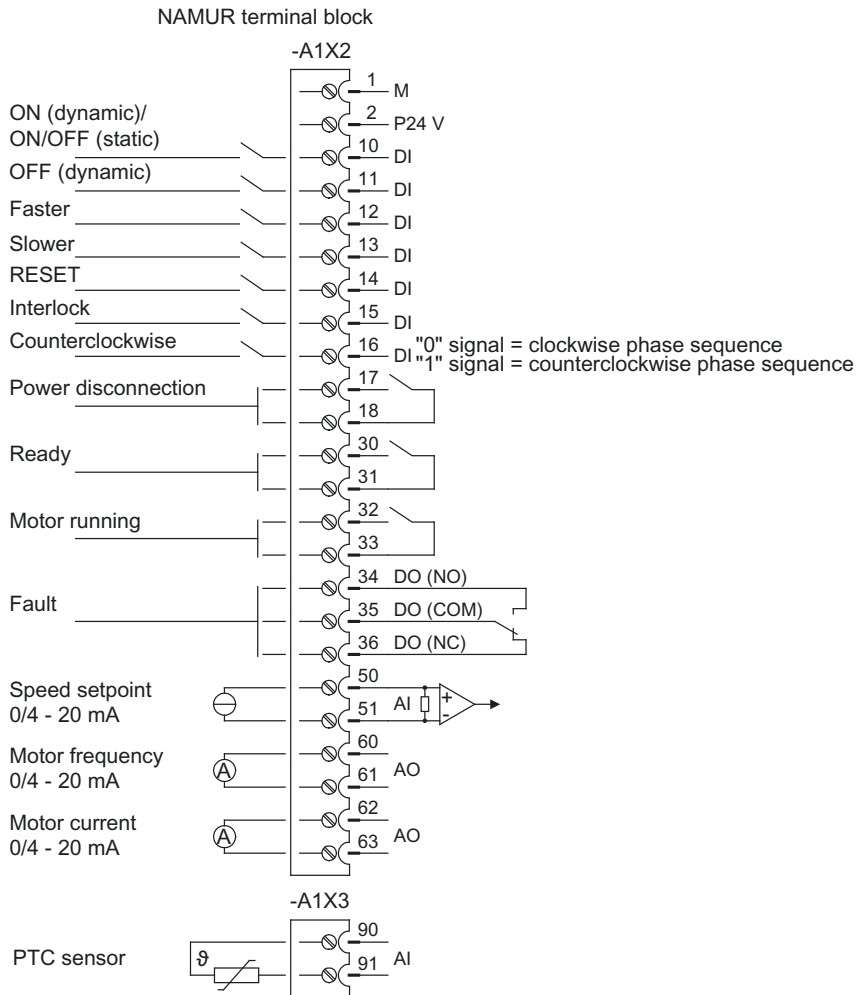 NAMUR terminal block
-A1X2
1 M
2 P24 V
ON (dynamic)/
ON/OFF (static)
10 DI
OFF (dynamic)
11 DI
Faster
12 DI
Slower
13 DI
RESET
14 DI
Interlock
15 DI
Counterclockwise
16 DI
"0" signal = clockwise phase sequence
"1" signal = counterclockwise phase sequence
Power disconnection
17
18
Ready
30
31
Motor running
32
33
Fault
34 DO (NO)
35 DO (COM)
36 DO (NC)
Speed setpoint
0/4 - 20 mA
50
51
AI
+
-
Motor frequency
0/4 - 20 mA
A
60
61
AO
Motor current
0/4 - 20 mA
A
62
63
AO
-A1X3
PTC sensor
ϑ
90
91
AI